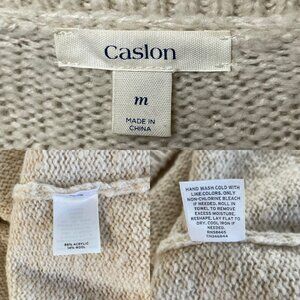 Caslon
m
MADE IN
CHINA
86% ACRYLIC
14% WOOL
HAND WASH COLD WITH
LIKE COLORS. ONLY
NON-CHLORINE BLEACH
IF NEEDED. ROLL IN
TOWEL TO REMOVE
EXCESS MOISTURE.
RESHAPE, LAY FLAT TO
DRY. COOL IRON IF
NEEDED.